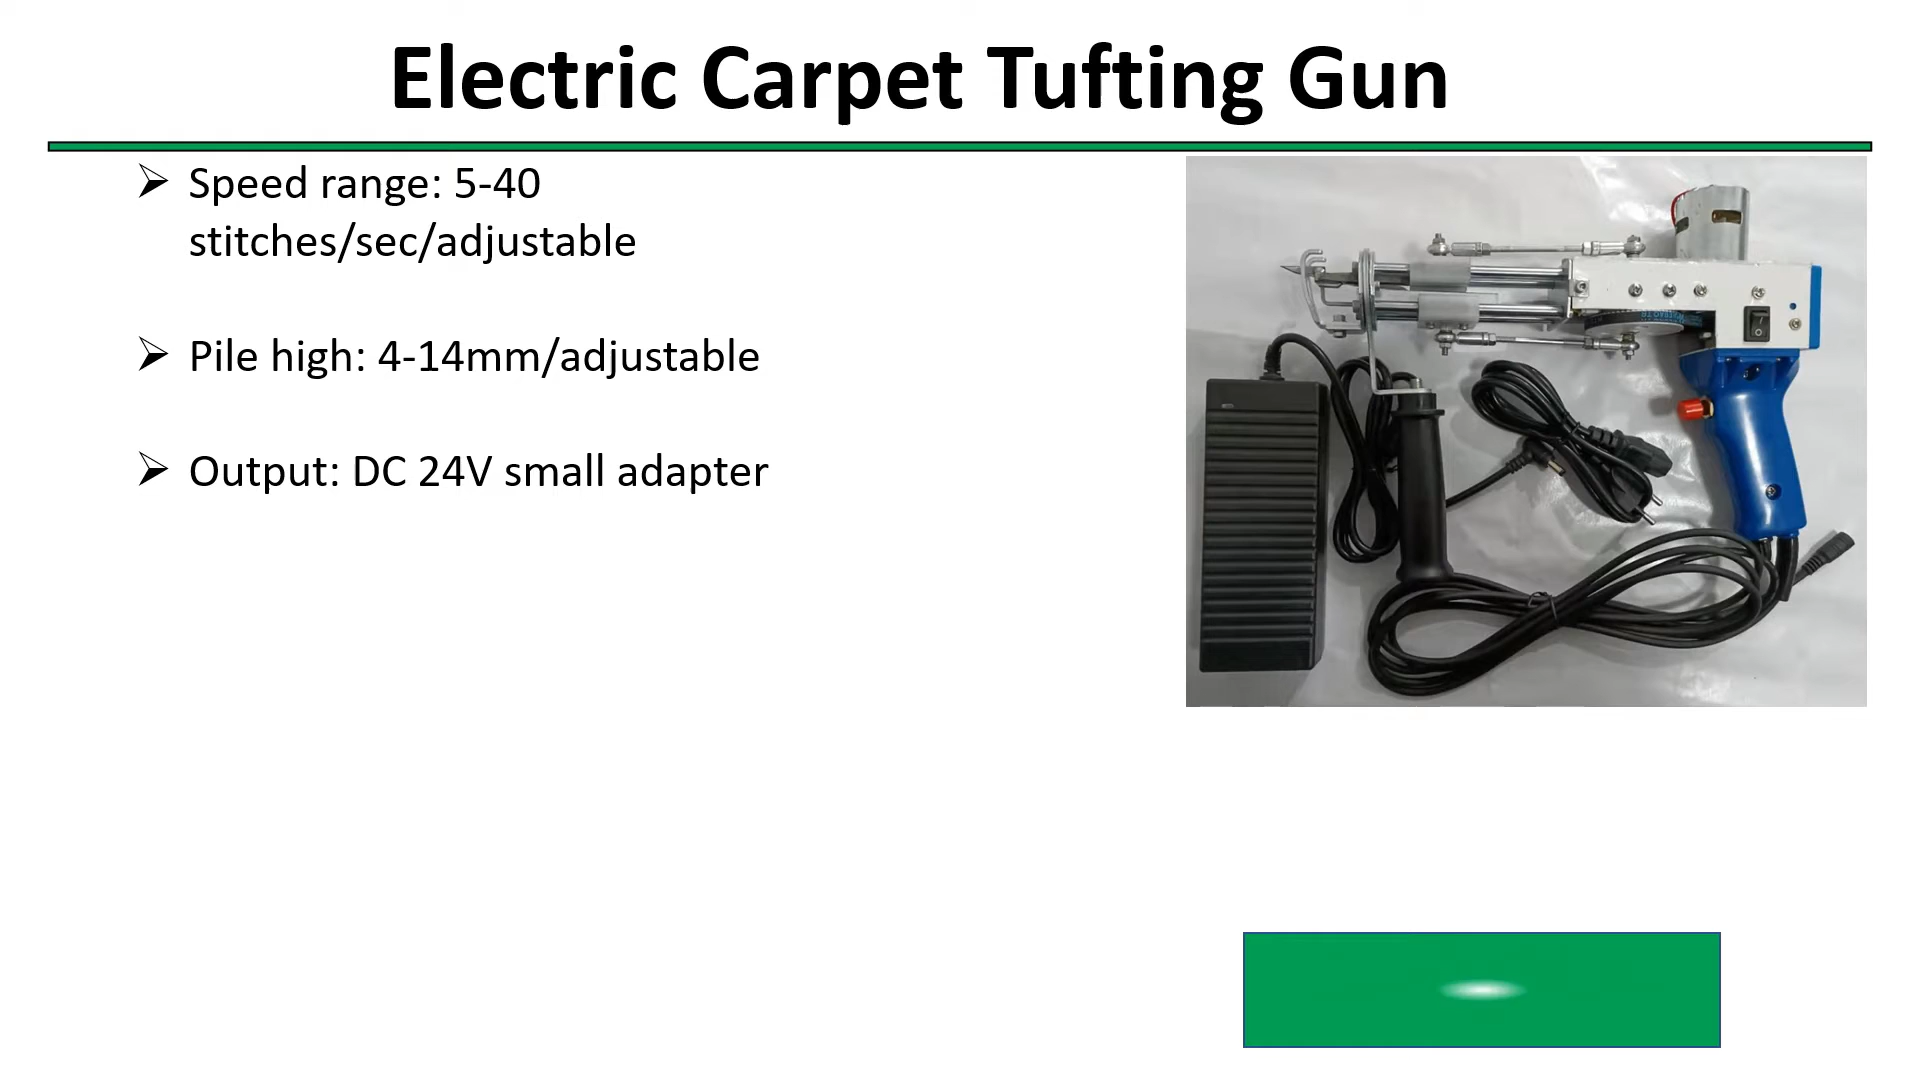 Electric Carpet Tufting Gun
Speed range: 5-40
stitches/sec/adjustable
Pile high: 4-14mm/adjustable
Output: DC 24V small adapter